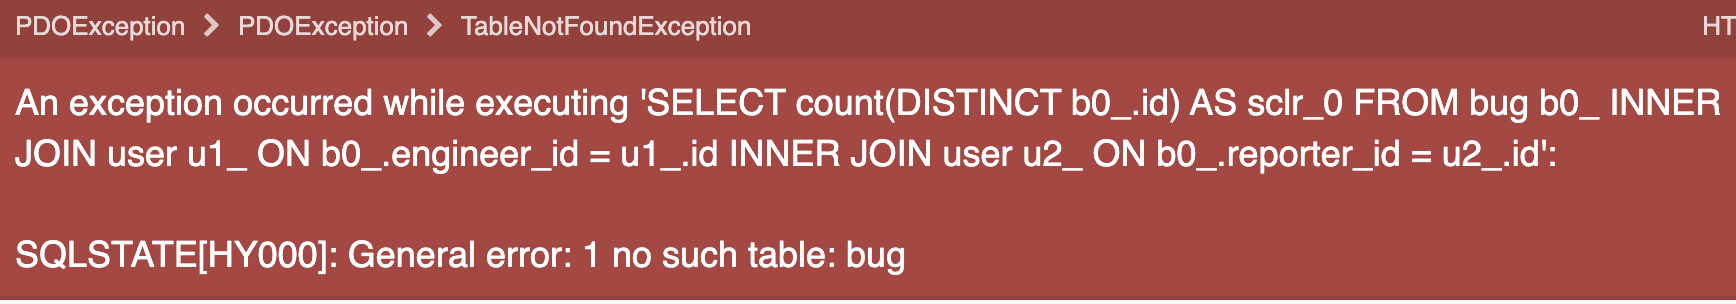 PDOException > PDOException > TableNotFoundException HT
An exception occurred while executing 'SELECT count(DISTINCT b0_.id) AS sclr_0 FROM bug b0_ INNER
JOIN user u1_ ON b0_.engineer_id = u1_.id INNER JOIN user u2_ ON b0_.reporter_id = u2_.id':
SQLSTATE[HY000]: General error: 1 no such table: bug